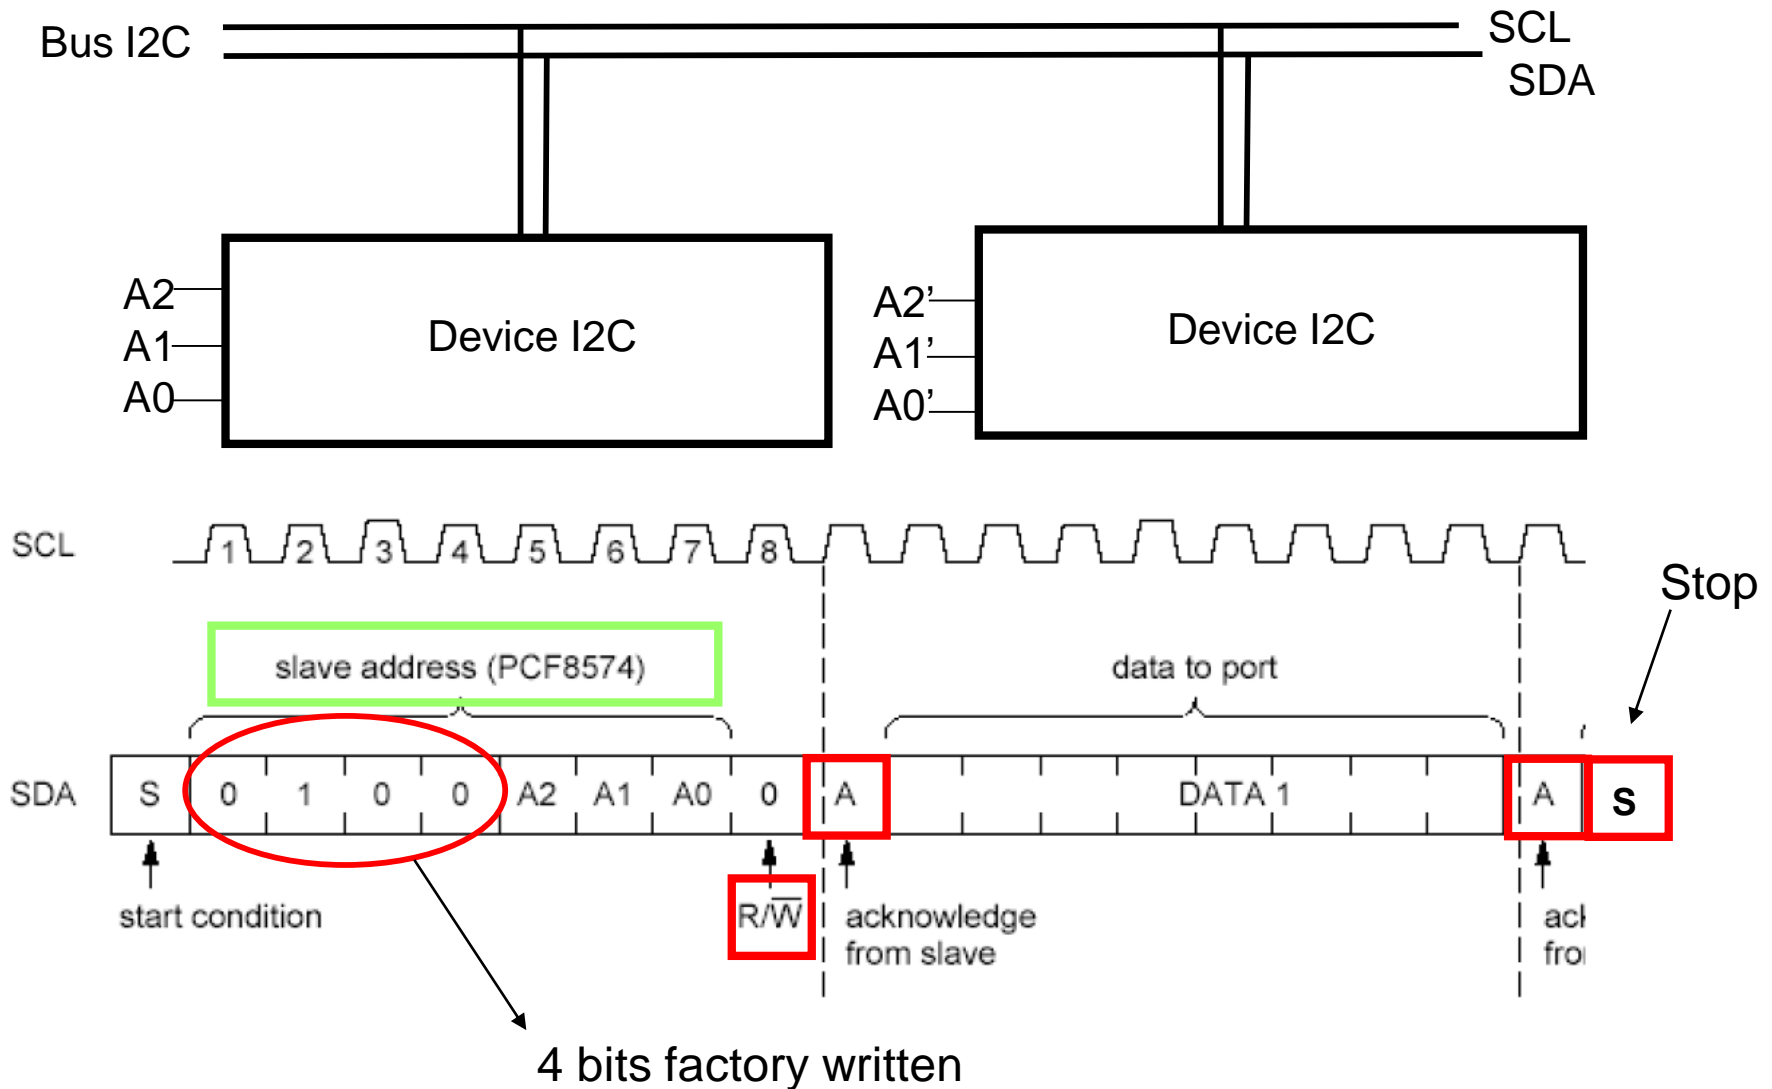 Bus I2C
SCL
SDA
A2
A1
A0
Device I2C
A2’
A1’
A0’
Device I2C
SCL
1 2 3 4 5 6 7 8
Stop
slave address (PCF8574)
data to port
SDA
S 0 1 0 0 A2 A1 A0 0 A DATA 1 A S
start condition
R/W̅
acknowledge
from slave
4 bits factory written